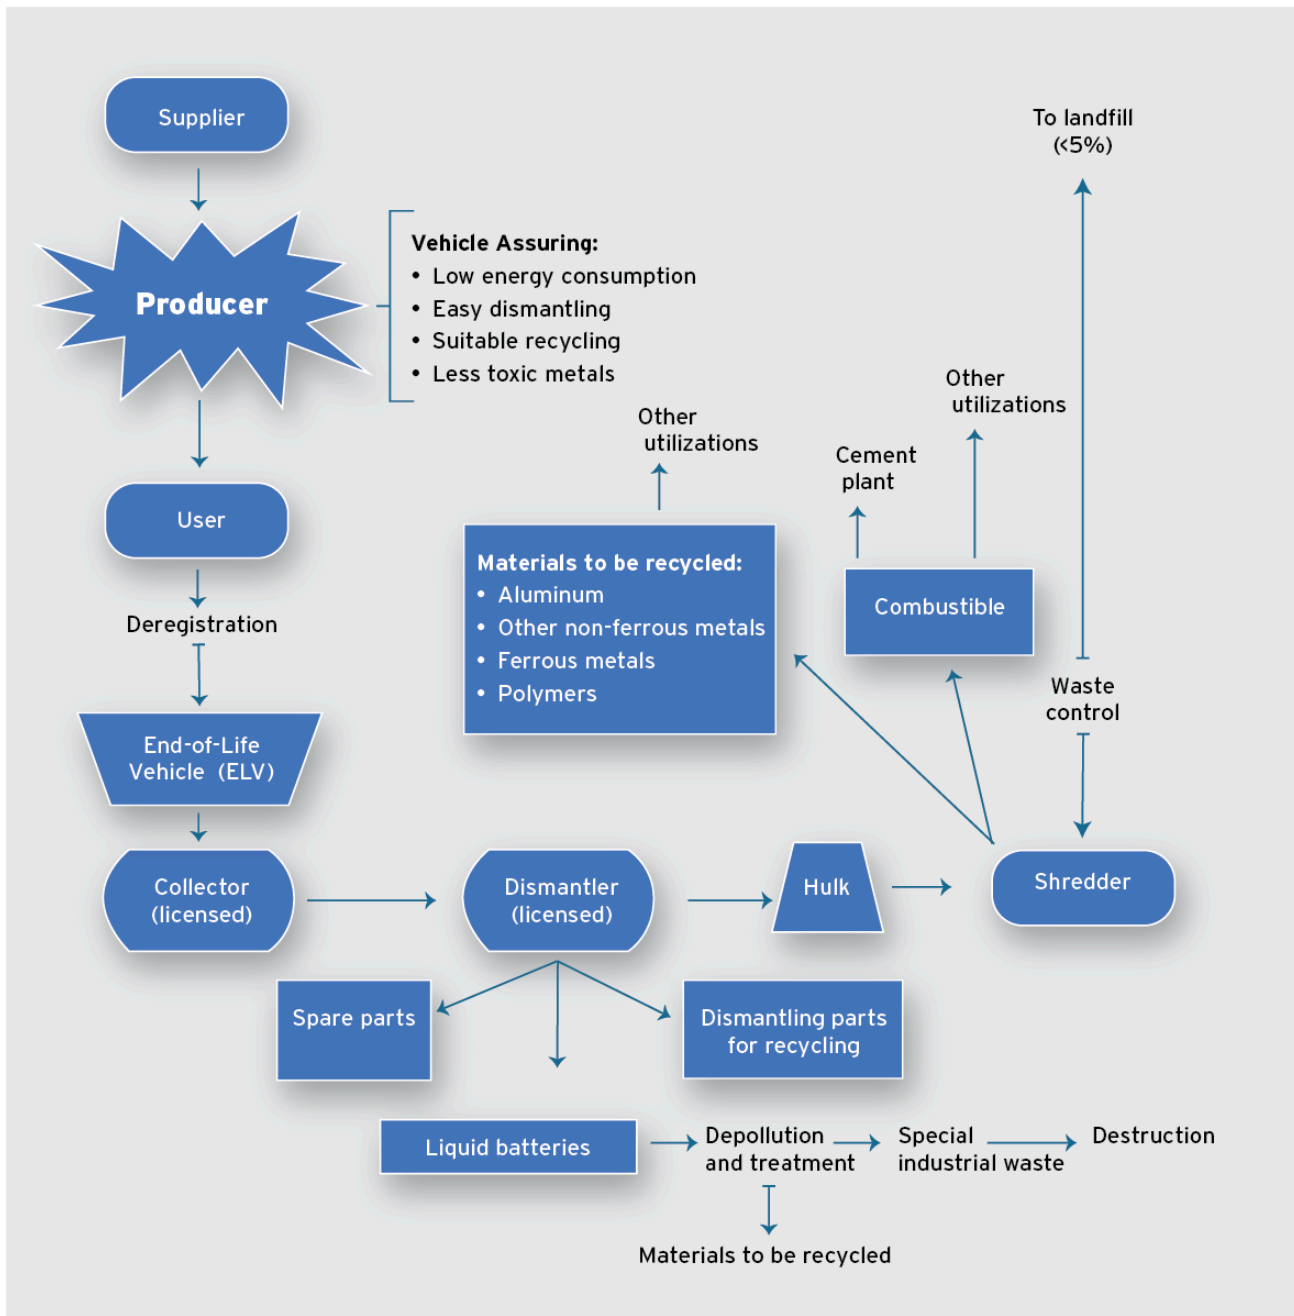 Supplier
To landfill
(<5%)
Producer
Vehicle Assuring:
• Low energy consumption
• Easy dismantling
• Suitable recycling
• Less toxic metals
Other
utilizations
Other
utilizations
Cement
plant
User
Materials to be recycled:
• Aluminum
• Other non-ferrous metals
• Ferrous metals
• Polymers
Combustible
Deregistration
Waste
control
End-of-Life
Vehicle (ELV)
Collector
(licensed)
Dismantler
(licensed)
Hulk
Shredder
Spare parts
Dismantling parts
for recycling
Liquid batteries
Depollution
and treatment
Special
industrial waste
Destruction
Materials to be recycled